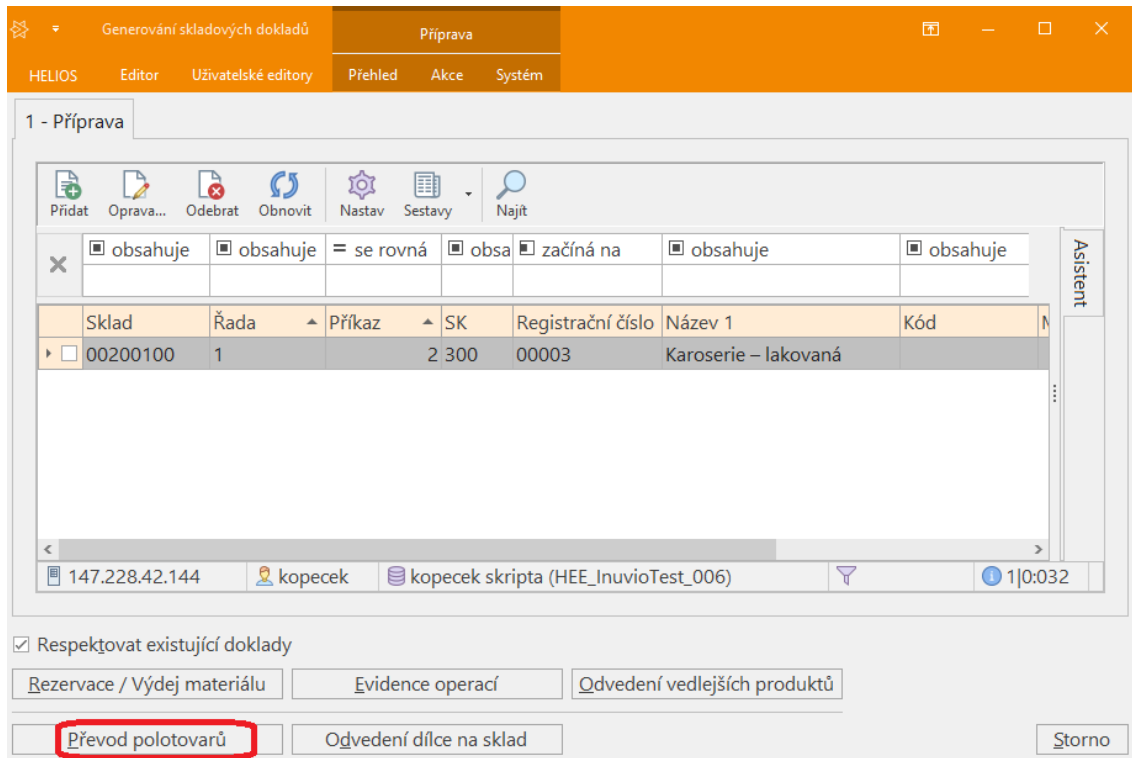 Generování skladových dokladů Příprava
HELIOS Editor Uživatelské editory Přehled Akce Systém
1 - Příprava
Přidat Oprava... Odebrat Obnovit Nastav Sestavy Najít
obsahuje obsahuje = se rovná obsa začíná na obsahuje obsahuje
Asistent
Sklad Řada Příkaz SK Registrační číslo Název 1 Kód
00200100 1 2 300 00003 Karoserie – lakovaná
147.228.42.144 kopecek kopecek skripta (HEE_InuvioTest_006) 1|0:032
Respektovat existující doklady
Rezervace / Výdej materiálu Evidence operací Odvedení vedlejších produktů
Převod polotovarů Odvedení dílce na sklad Storno